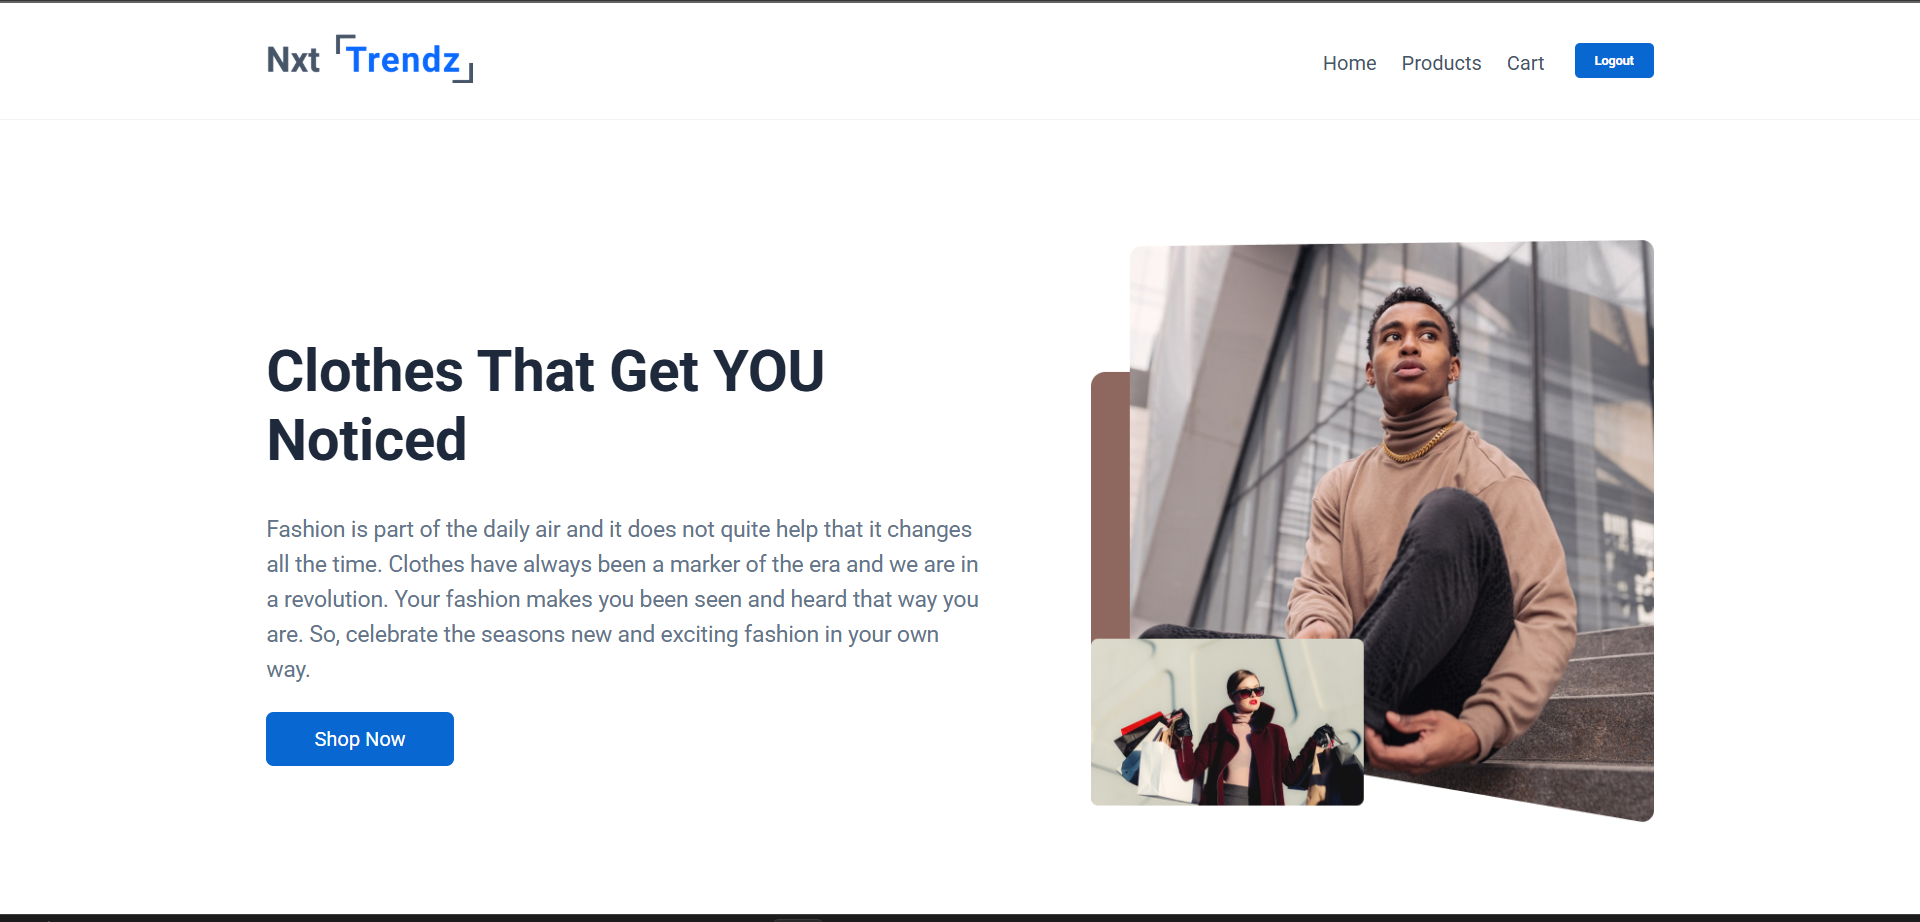 Nxt Trendz
Home Products Cart Logout
Clothes That Get YOU
Noticed
Fashion is part of the daily air and it does not quite help that it changes
all the time. Clothes have always been a marker of the era and we are in
a revolution. Your fashion makes you been seen and heard that way you
are. So, celebrate the seasons new and exciting fashion in your own
way.
Shop Now